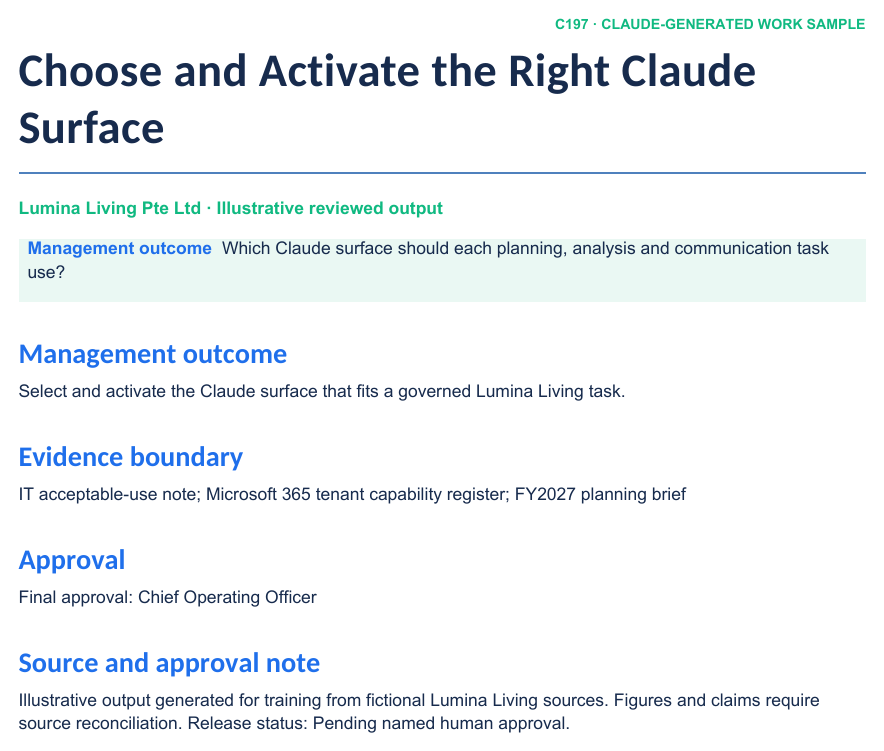 C197 · CLAUDE-GENERATED WORK SAMPLE
Choose and Activate the Right Claude
Surface
Lumina Living Pte Ltd · Illustrative reviewed output
Management outcome Which Claude surface should each planning, analysis and communication task
use?
Management outcome
Select and activate the Claude surface that fits a governed Lumina Living task.
Evidence boundary
IT acceptable-use note; Microsoft 365 tenant capability register; FY2027 planning brief
Approval
Final approval: Chief Operating Officer
Source and approval note
Illustrative output generated for training from fictional Lumina Living sources. Figures and claims require
source reconciliation. Release status: Pending named human approval.